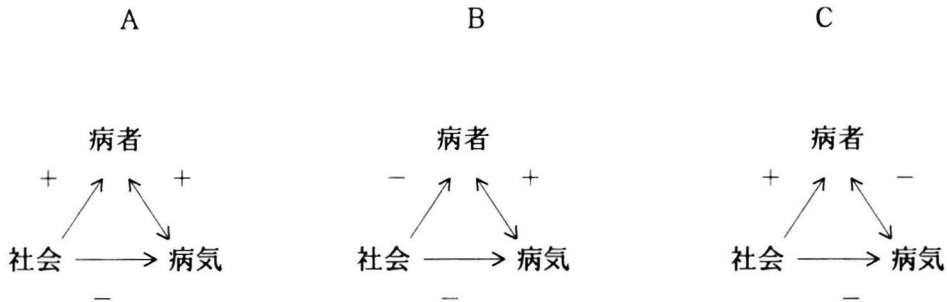 A B C
病者 病者 病者
+ + − + + −
社会 病気 社会 病気 社会 病気
− − −